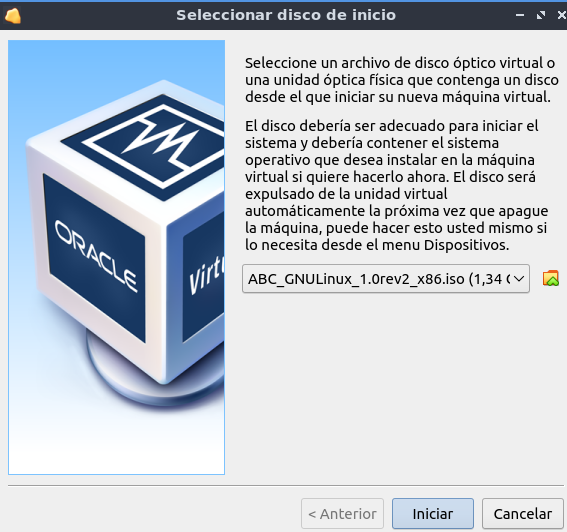 Seleccionar disco de inicio
Seleccione un archivo de disco óptico virtual o
una unidad óptica física que contenga un disco
desde el que iniciar su nueva máquina virtual.
El disco debería ser adecuado para iniciar el
sistema y debería contener el sistema
operativo que desea instalar en la máquina
virtual si quiere hacerlo ahora. El disco será
expulsado de la unidad virtual
automáticamente la próxima vez que apague
la máquina, puede hacer esto usted mismo si
lo necesita desde el menu Dispositivos.
ORACLE
Virtu
ABC_GNULinux_1.0rev2_x86.iso (1,34 G
< Anterior
Iniciar
Cancelar